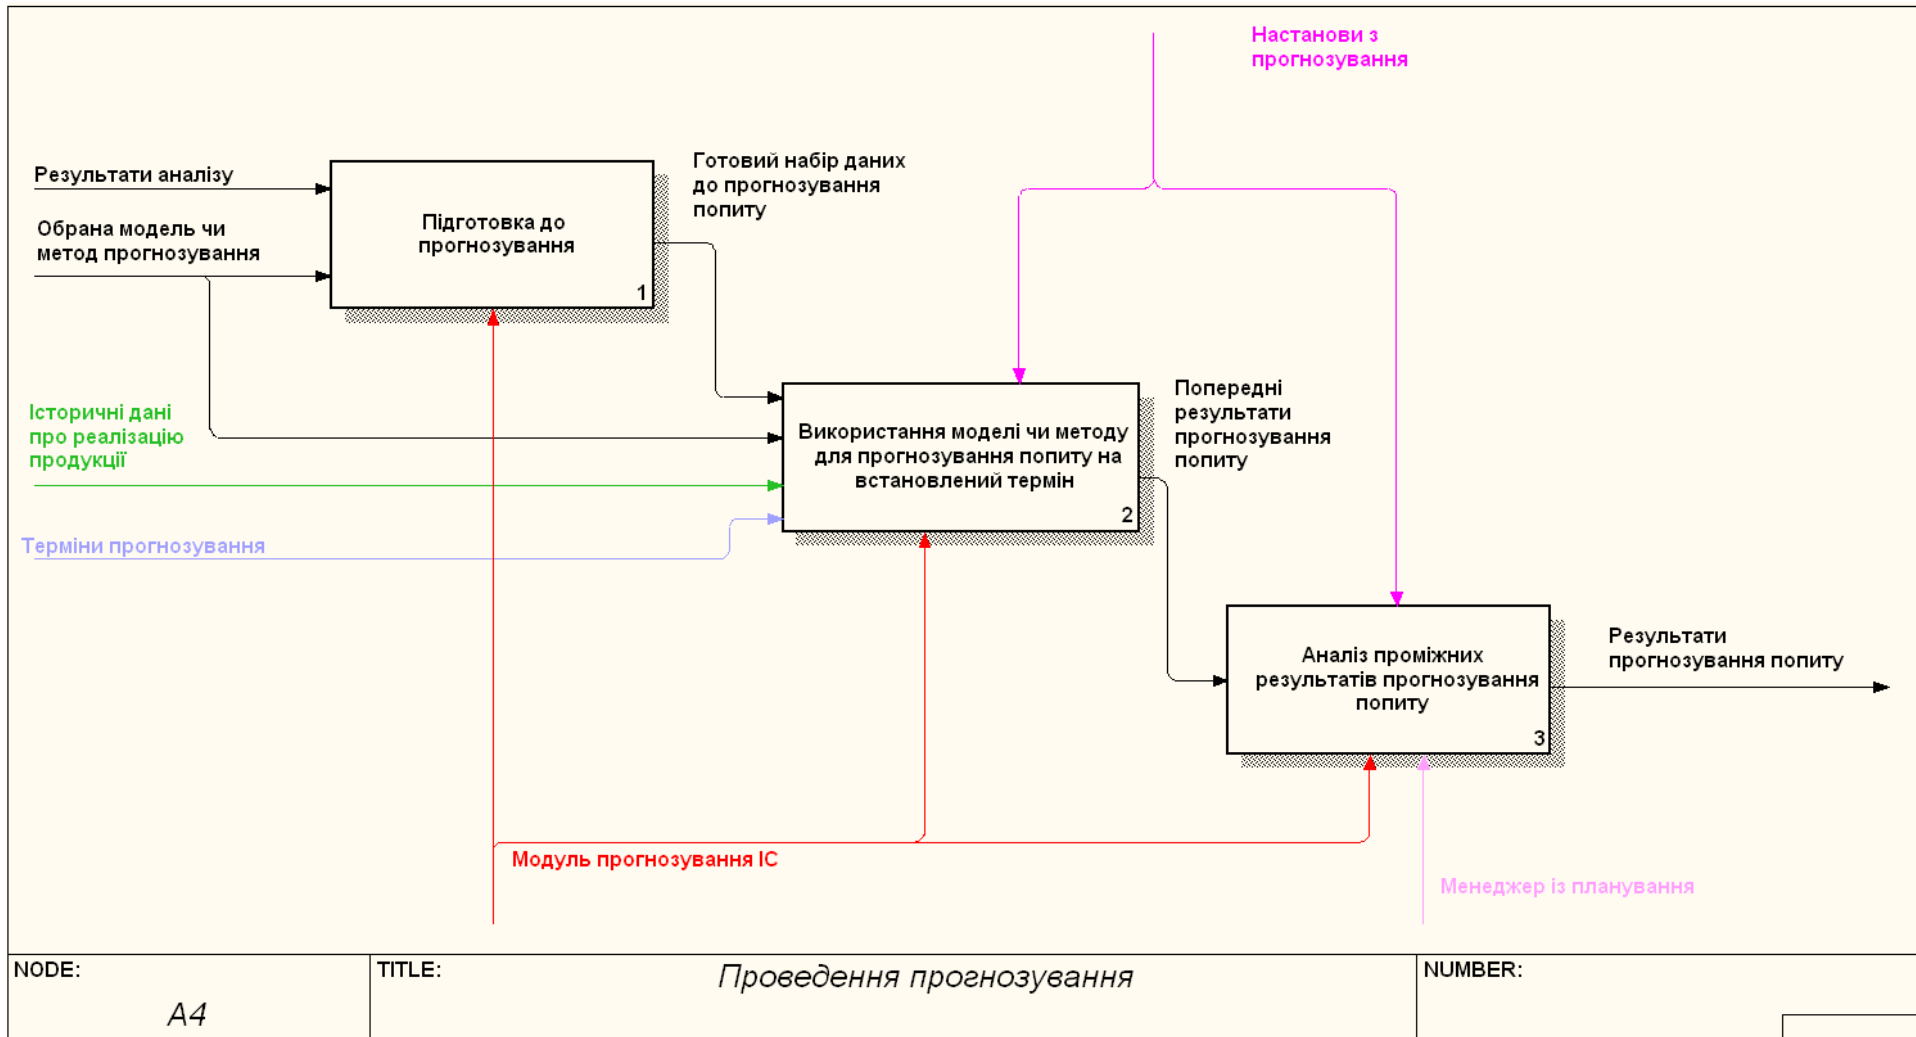 Настанови з
прогнозування
Результати аналізу
Обрана модель чи
метод прогнозування
Підготовка до
прогнозування
1
Готовий набір даних
до прогнозування
попиту
Історичні дані
про реалізацію
продукції
Терміни прогнозування
Використання моделі чи методу
для прогнозування попиту на
встановлений термін
2
Попередні
результати
прогнозування
попиту
Аналіз проміжних
результатів прогнозування
попиту
3
Результати
прогнозування попиту
Модуль прогнозування ІС
Менеджер із планування
NODE:
A4
TITLE:
Проведення прогнозування
NUMBER: